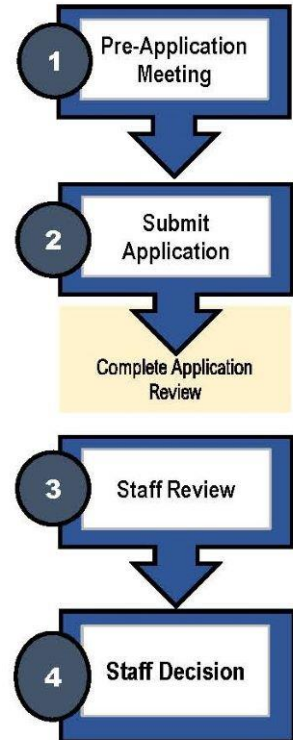 1
Pre-Application
Meeting
2
Submit
Application
Complete Application
Review
3
Staff Review
4
Staff Decision